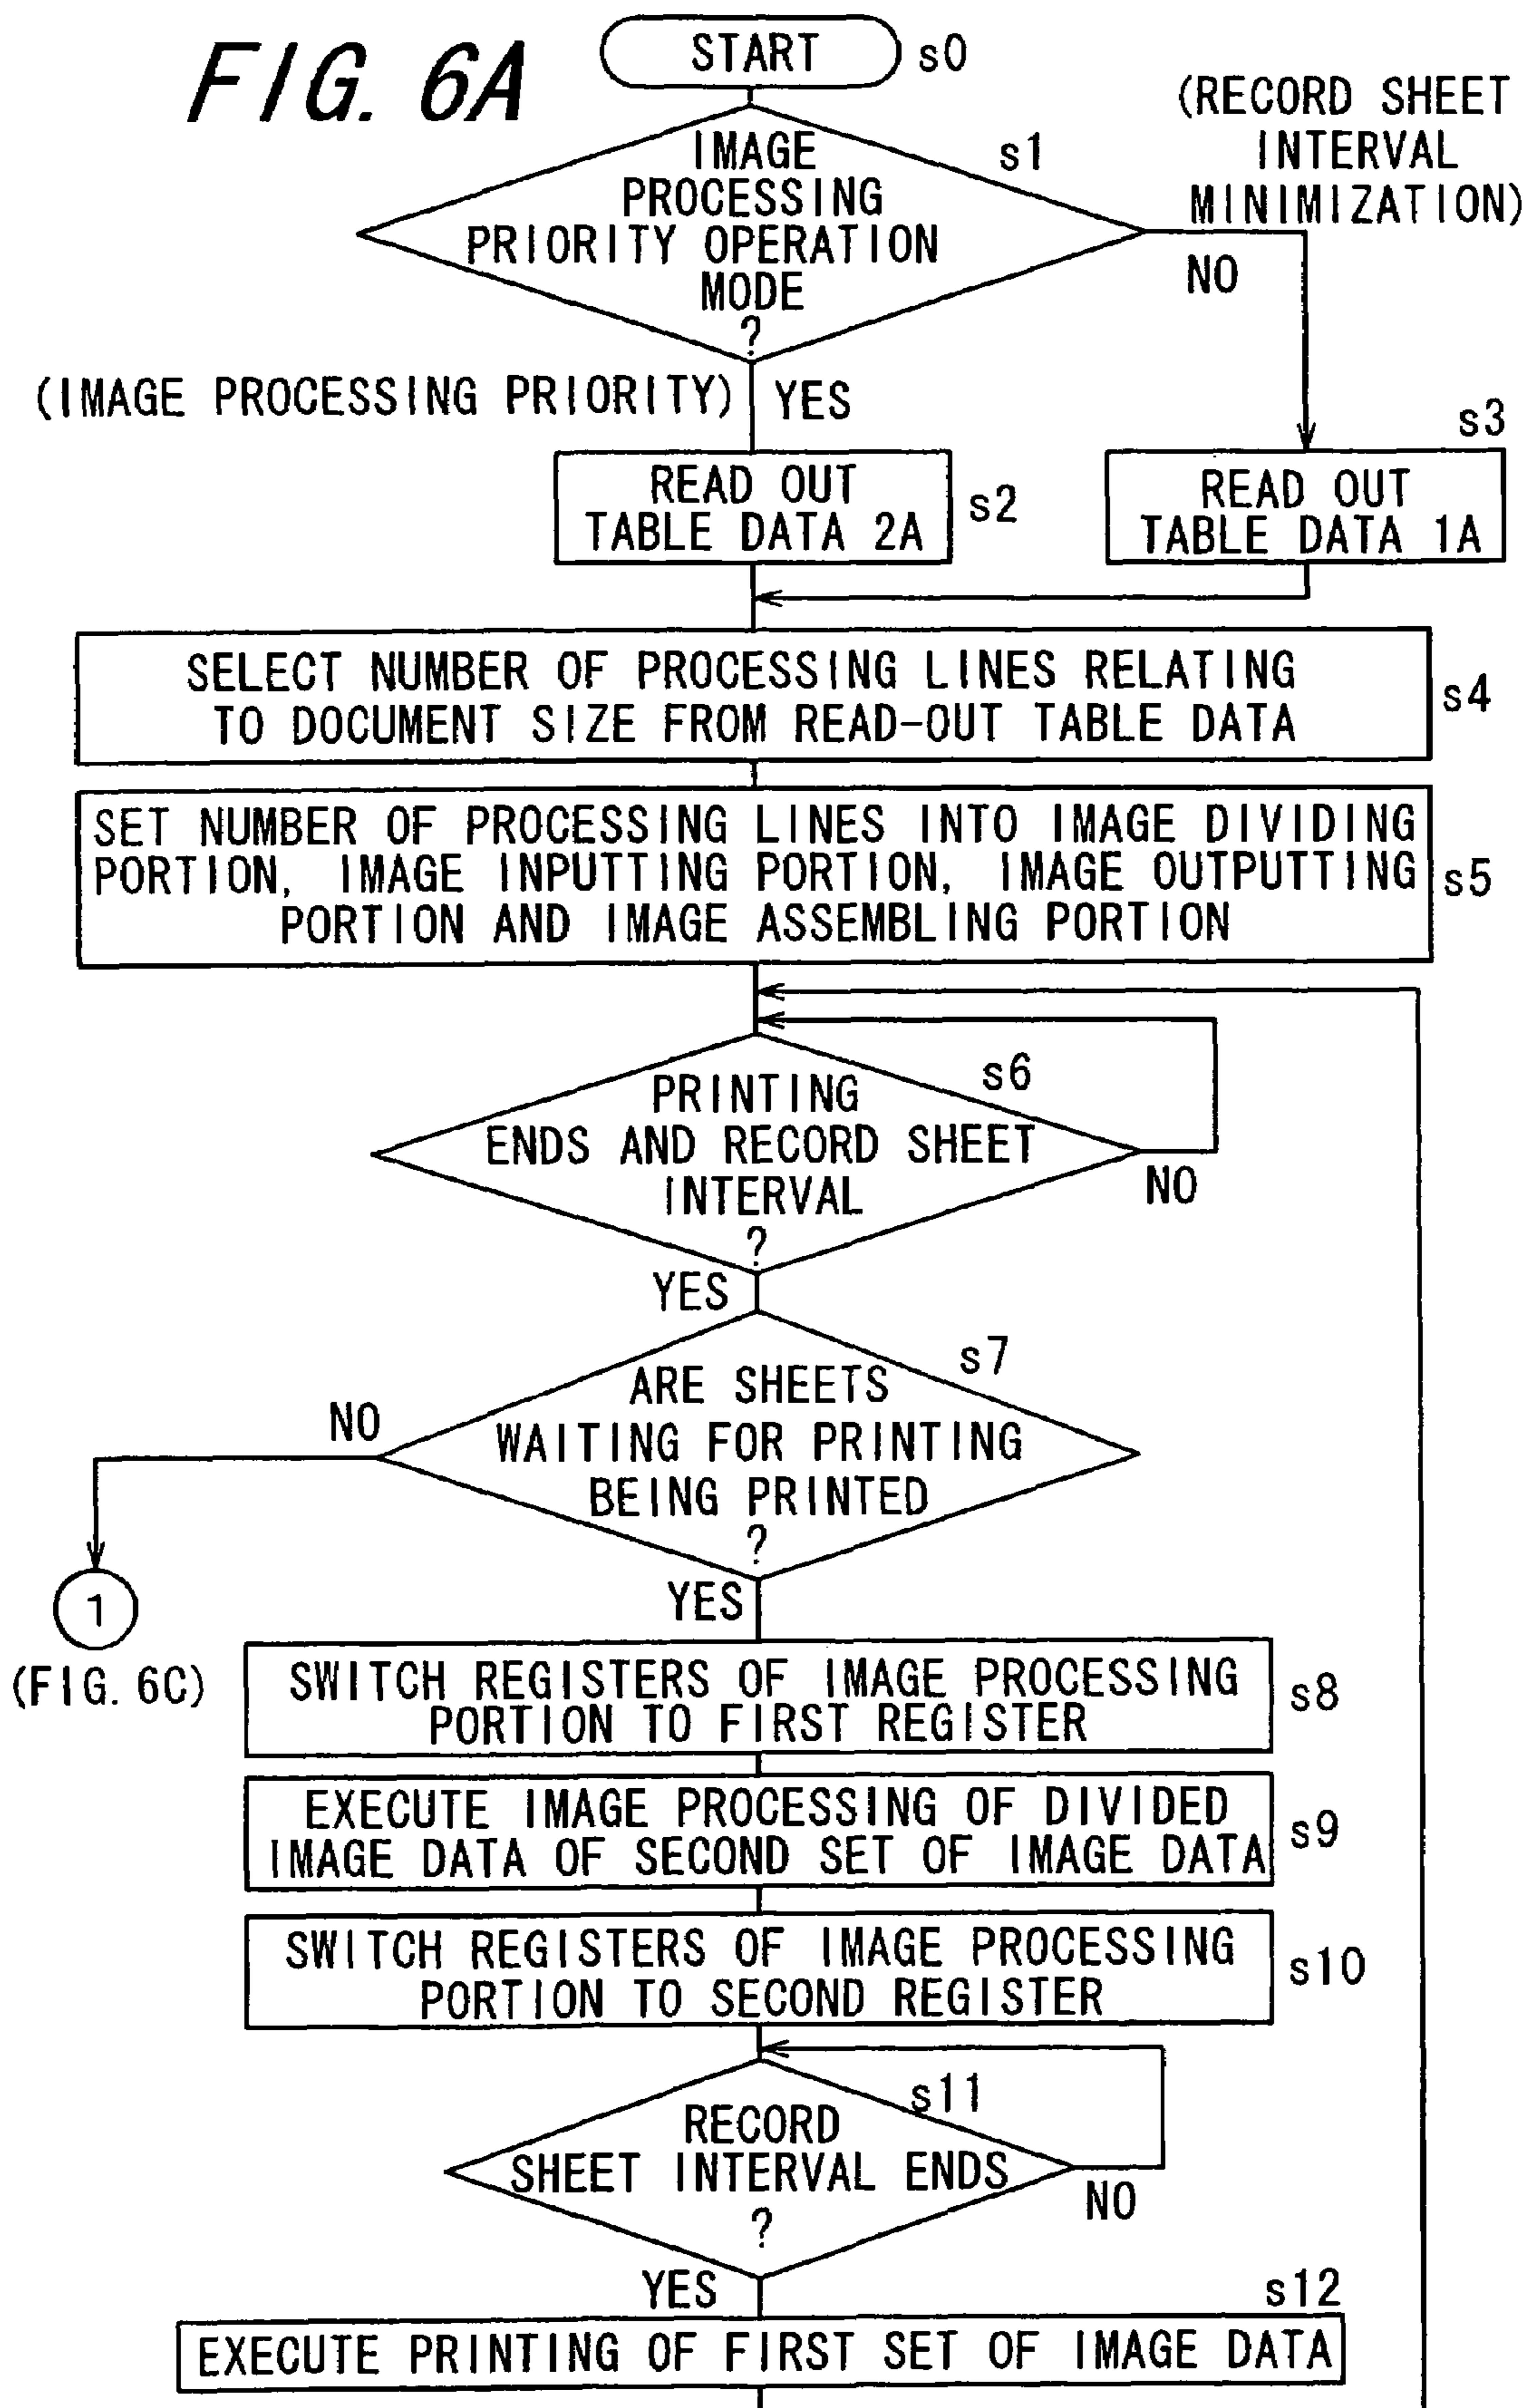 FIG. 6A
START
s0
(RECORD SHEET
INTERVAL
MINIMIZATION)
s1
IMAGE
PROCESSING
PRIORITY OPERATION
MODE
?
NO
(IMAGE PROCESSING PRIORITY)
YES
s3
READ OUT
TABLE DATA 2A
s2
READ OUT
TABLE DATA 1A
SELECT NUMBER OF PROCESSING LINES RELATING
TO DOCUMENT SIZE FROM READ-OUT TABLE DATA
s4
SET NUMBER OF PROCESSING LINES INTO IMAGE DIVIDING
PORTION, IMAGE INPUTTING PORTION, IMAGE OUTPUTTING
PORTION AND IMAGE ASSEMBLING PORTION
s5
s6
PRINTING
ENDS AND RECORD SHEET
INTERVAL
?
NO
YES
s7
ARE SHEETS
WAITING FOR PRINTING
BEING PRINTED
?
NO
YES
1
(FIG. 6C)
SWITCH REGISTERS OF IMAGE PROCESSING
PORTION TO FIRST REGISTER
s8
EXECUTE IMAGE PROCESSING OF DIVIDED
IMAGE DATA OF SECOND SET OF IMAGE DATA
s9
SWITCH REGISTERS OF IMAGE PROCESSING
PORTION TO SECOND REGISTER
s10
s11
RECORD
SHEET INTERVAL ENDS
?
NO
YES
s12
EXECUTE PRINTING OF FIRST SET OF IMAGE DATA